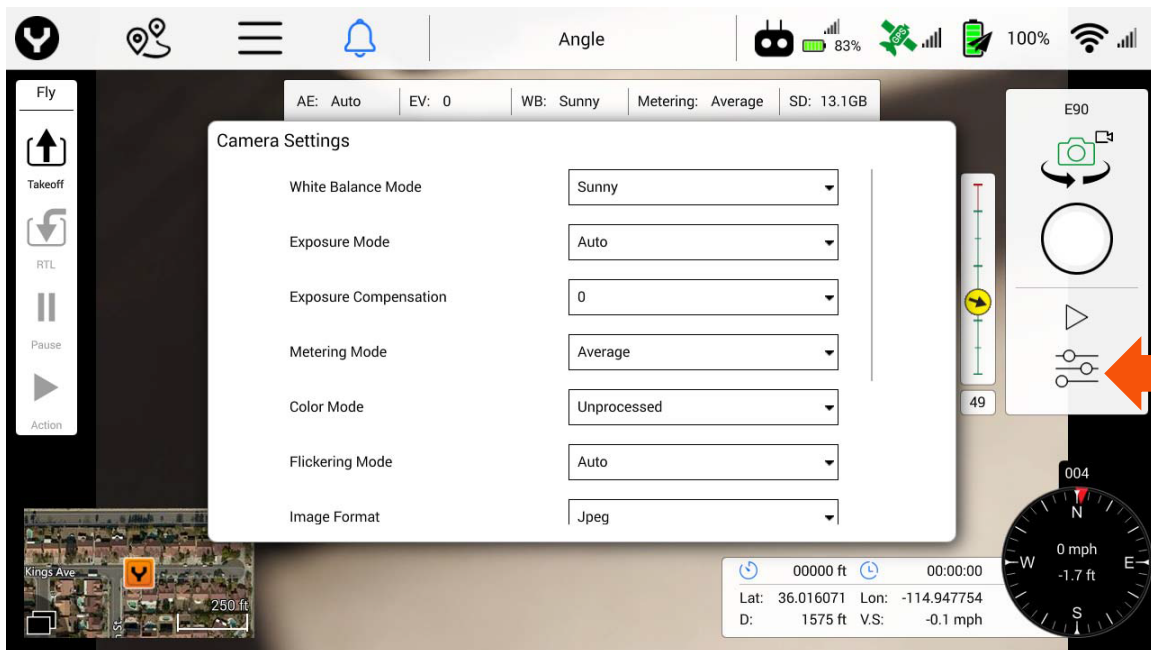 Angle
83%
GPS
100%
Fly
Takeoff
RTL
Pause
Action
AE: Auto EV: 0 WB: Sunny Metering: Average SD: 13.1GB
Camera Settings
White Balance Mode Sunny
Exposure Mode Auto
Exposure Compensation 0
Metering Mode Average
Color Mode Unprocessed
Flickering Mode Auto
Image Format Jpeg
E90
49
Kings Ave
250 ft
00000 ft 00:00:00
Lat: 36.016071 Lon: -114.947754
D: 1575 ft V.S: -0.1 mph
004
N
W E
S
0 mph
-1.7 ft